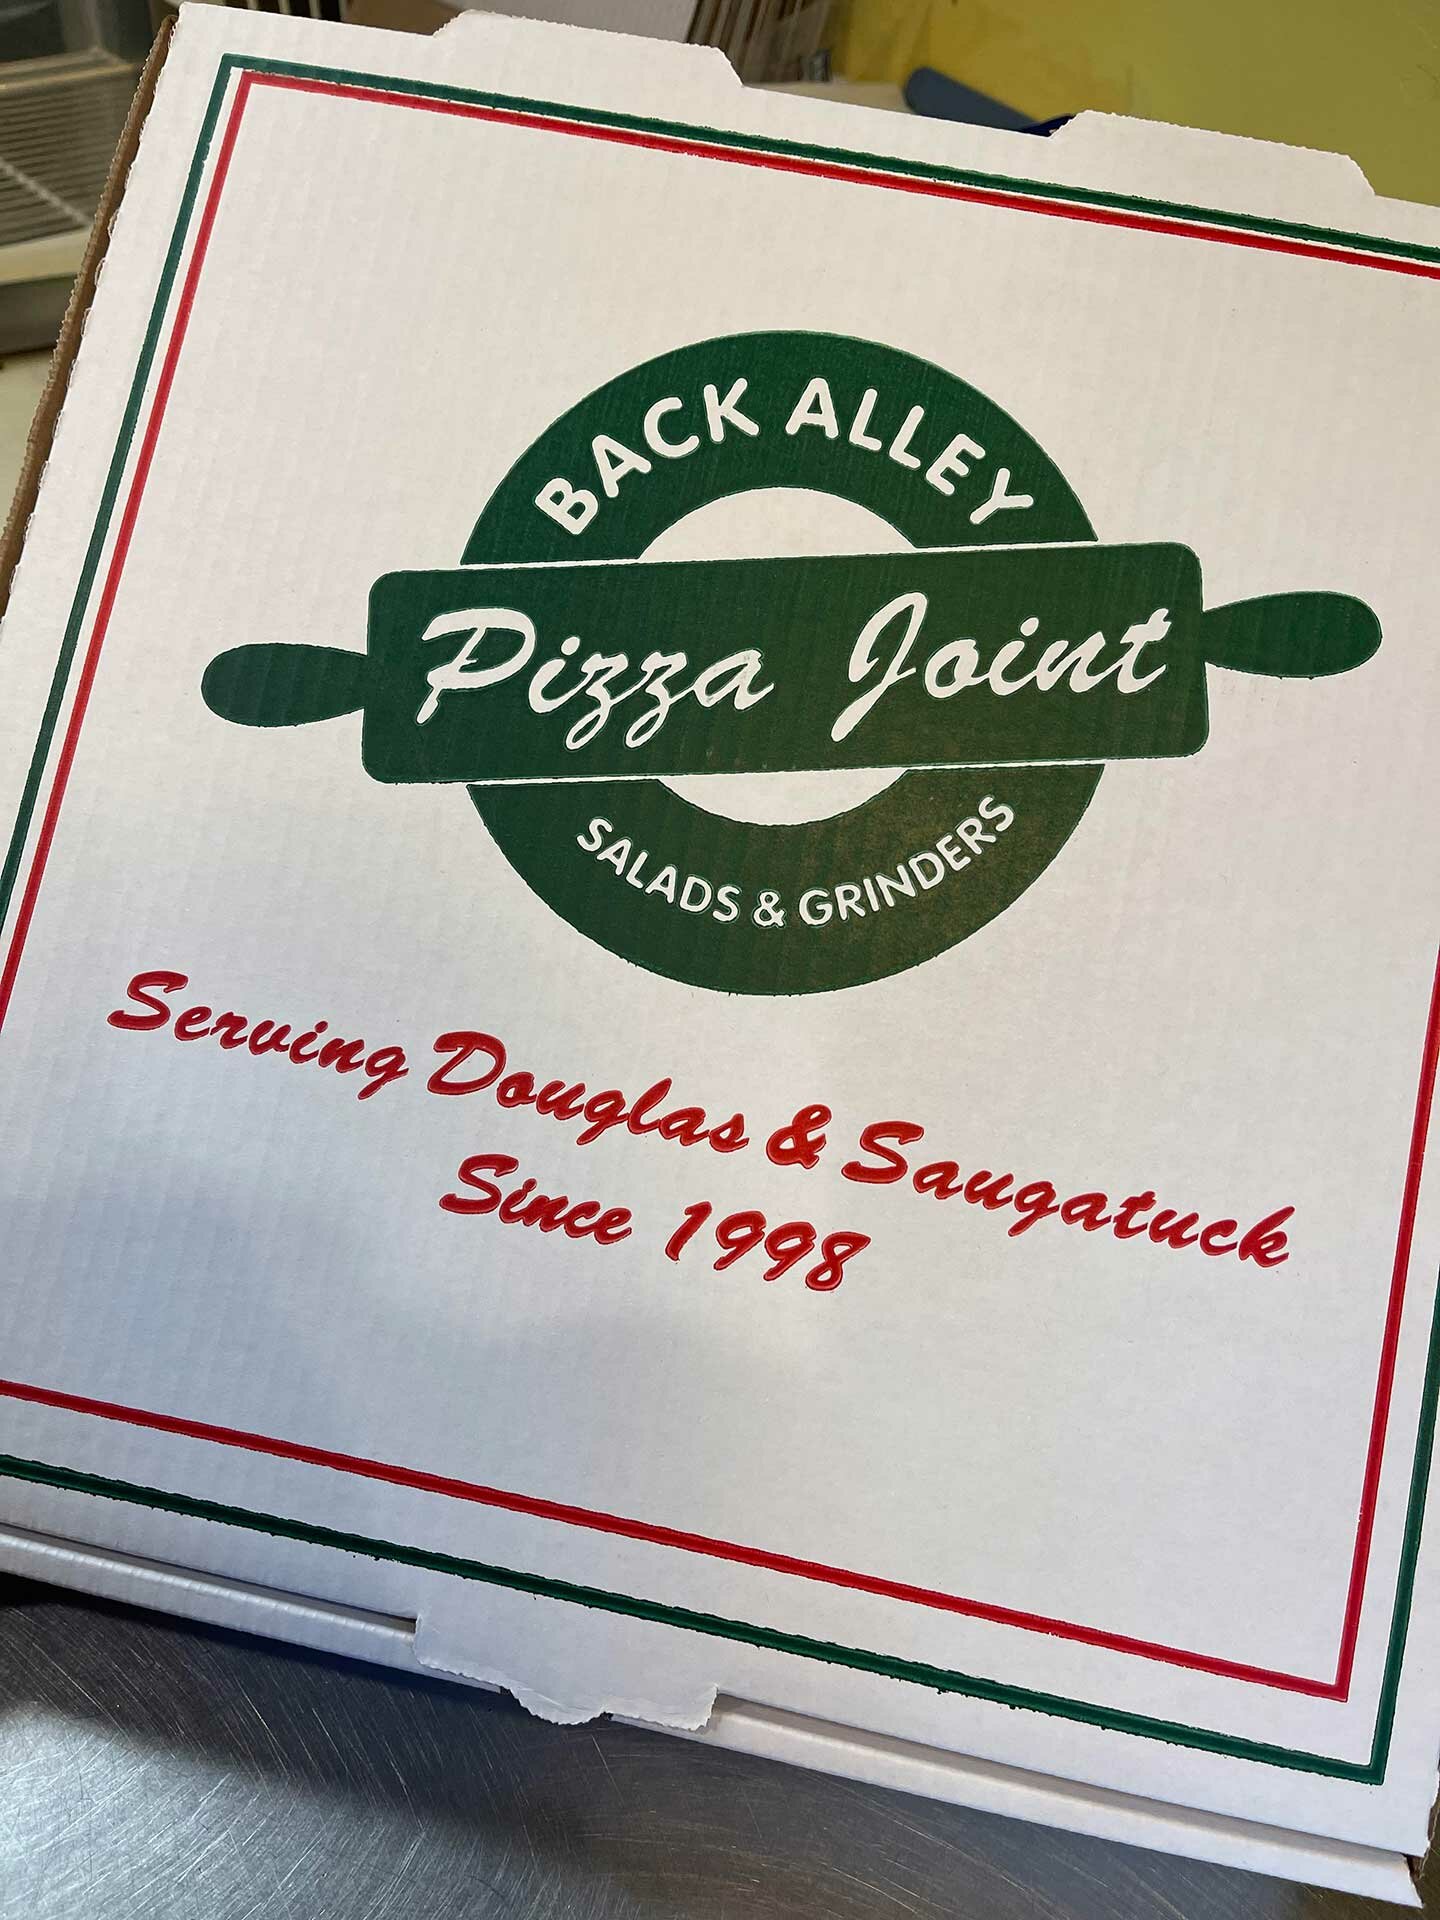 BACK ALLEY
Pizza Joint
SALADS & GRINDERS
Serving Douglas & Saugatuck
Since 1998